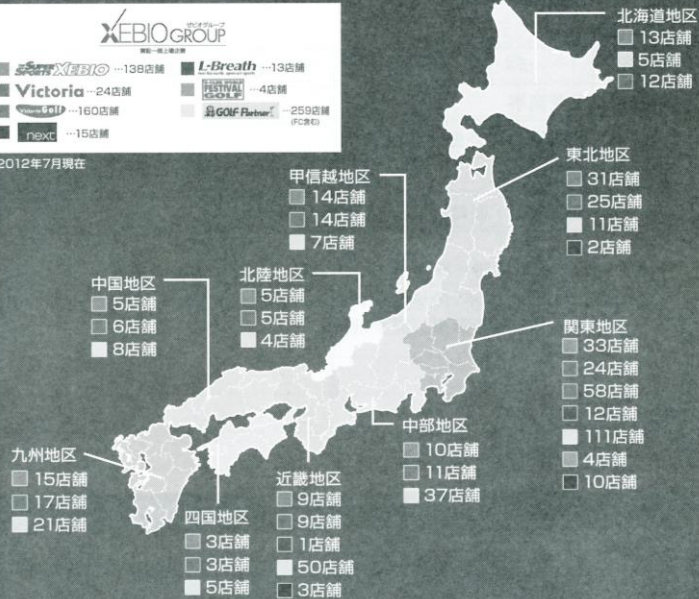 ゼビオグループ
XEBIO GROUP
東証一部上場企業
SUPER SPORTS XEBIO …138店舗
Victoria …24店舗
Victoria Golf …160店舗
next …15店舗
L-Breath …13店舗
FESTIVAL GOLF …4店舗
GOLF Partner …259店舗
(FC含む)
2012年7月現在
北海道地区
13店舗
5店舗
12店舗
東北地区
31店舗
25店舗
11店舗
2店舗
甲信越地区
14店舗
14店舗
7店舗
北陸地区
5店舗
5店舗
4店舗
中国地区
5店舗
6店舗
8店舗
関東地区
33店舗
24店舗
58店舗
12店舗
111店舗
4店舗
10店舗
中部地区
10店舗
11店舗
37店舗
九州地区
15店舗
17店舗
21店舗
四国地区
3店舗
3店舗
5店舗
近畿地区
9店舗
9店舗
1店舗
50店舗
3店舗